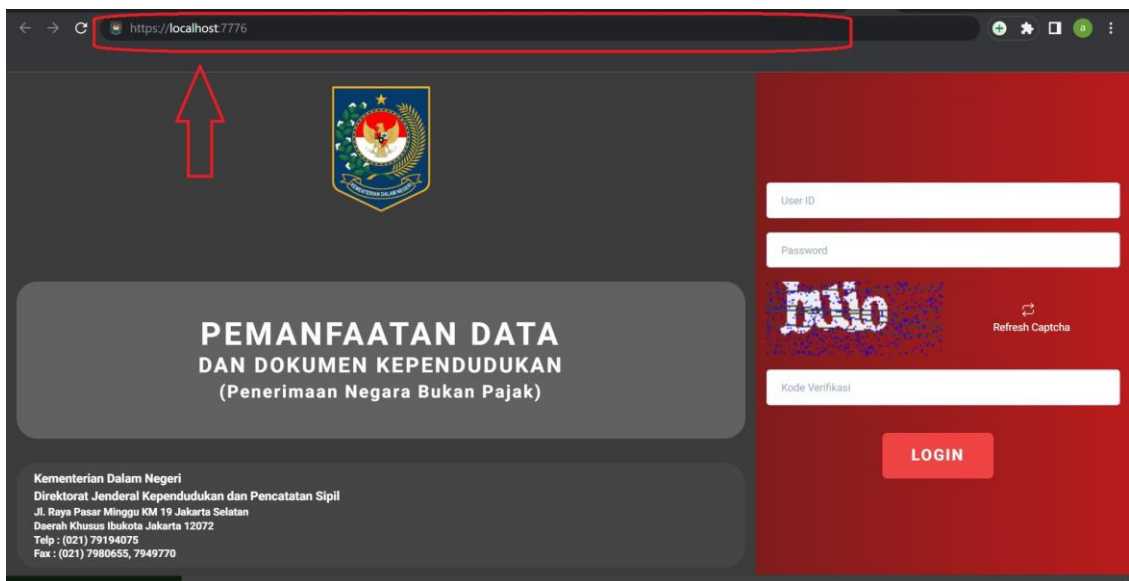 https://localhost:7776
a
KEMENTERIAN DALAM NEGERI
PEMANFAATAN DATA
DAN DOKUMEN KEPENDUDUKAN
(Penerimaan Negara Bukan Pajak)
Kementerian Dalam Negeri
Direktorat Jenderal Kependudukan dan Pencatatan Sipil
Jl. Raya Pasar Minggu KM 19 Jakarta Selatan
Daerah Khusus Ibukota Jakarta 12072
Telp : (021) 79194075
Fax : (021) 7980655, 7949770
User ID
Password
Refresh Captcha
Kode Verifikasi
LOGIN